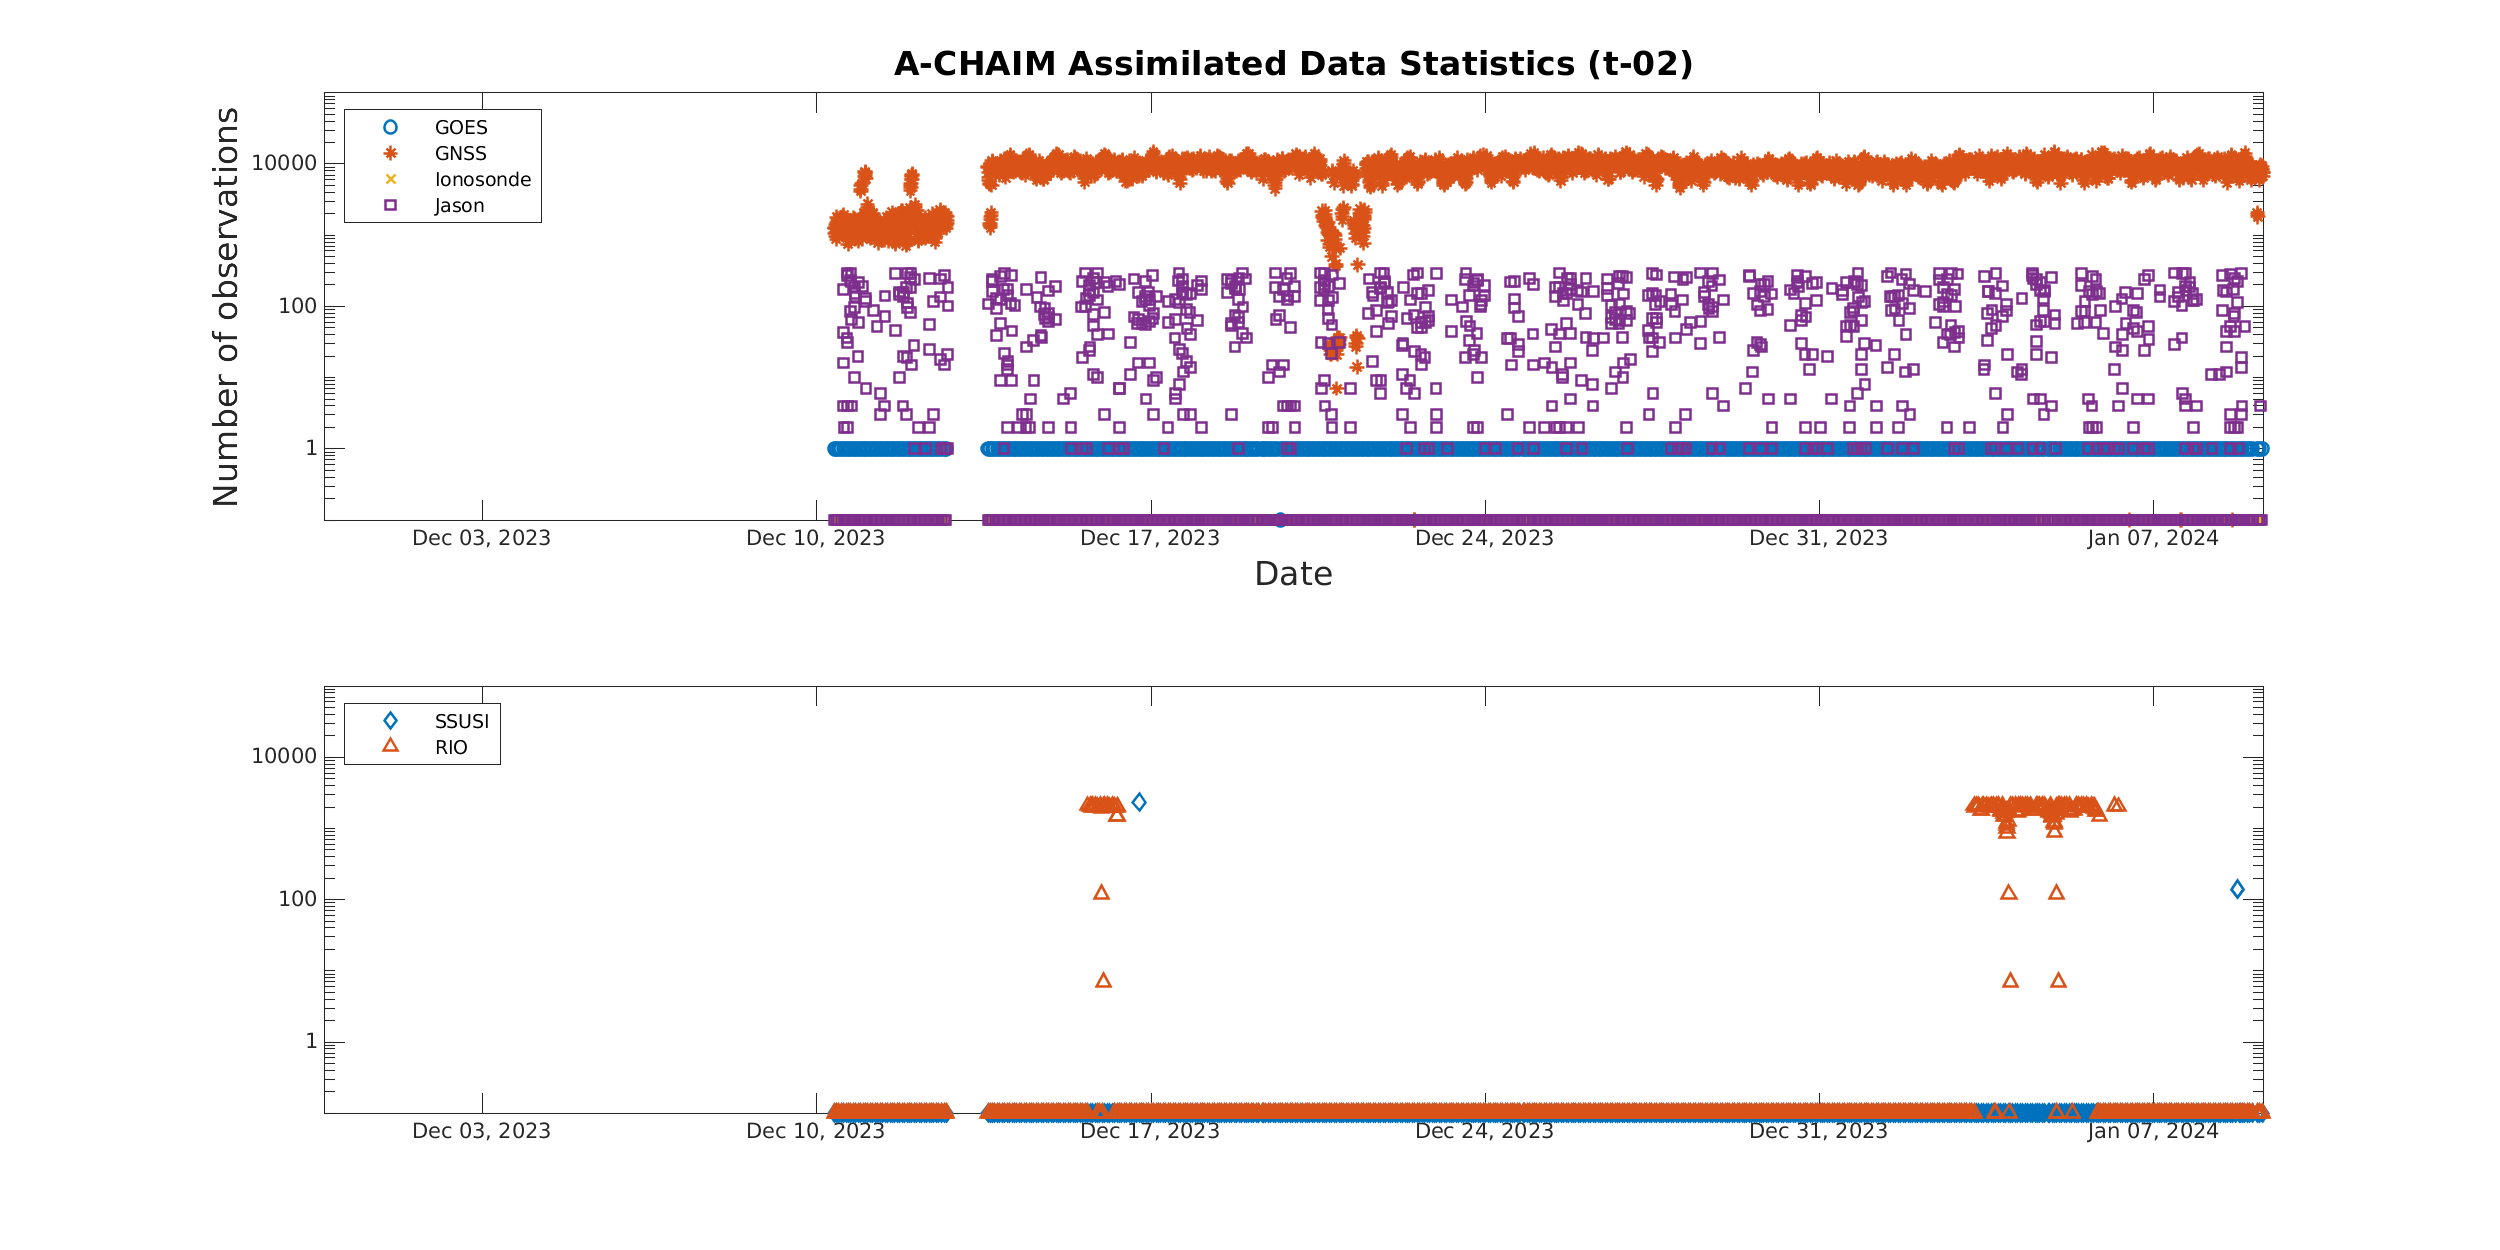 A-CHAIM Assimilated Data Statistics (t-02)
Number of observations
10000
100
1
GOES
GNSS
Ionosonde
Jason
Dec 03, 2023 Dec 10, 2023 Dec 17, 2023 Dec 24, 2023 Dec 31, 2023 Jan 07, 2024
Date
10000
100
1
SSUSI
RIO
Dec 03, 2023 Dec 10, 2023 Dec 17, 2023 Dec 24, 2023 Dec 31, 2023 Jan 07, 2024